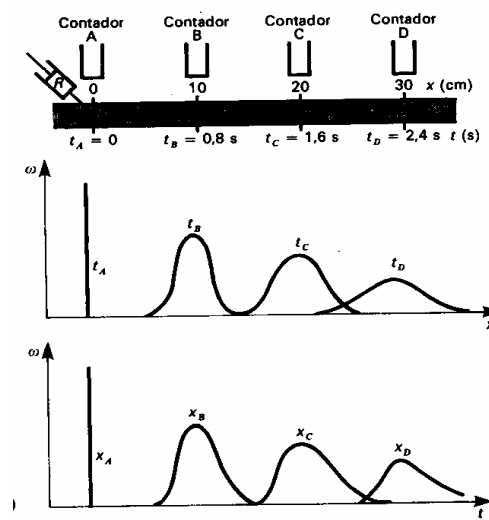 Contador Contador Contador Contador
A B C D
R
0 10 20 30 x (cm)
t_A = 0 t_B = 0,8 s t_C = 1,6 s t_D = 2,4 s t (s)
ω
t_A t_B t_C t_D
ω
x_A x_B x_C x_D
t
)